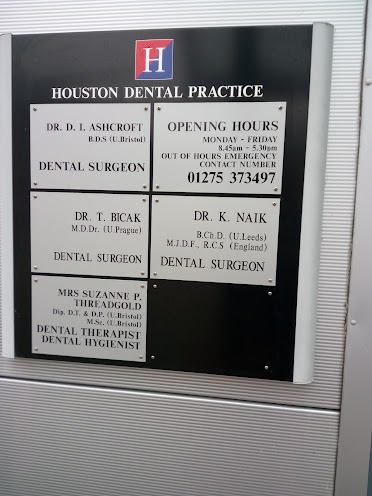 H
HOUSTON DENTAL PRACTICE
DR. D. I. ASHCROFT
B.D.S (U.Bristol)
DENTAL SURGEON
OPENING HOURS
MONDAY - FRIDAY
8.45am - 5.30pm
OUT OF HOURS EMERGENCY
CONTACT NUMBER
01275 373497
DR. T. BICAK
M.D.Dr. (U.Prague)
DENTAL SURGEON
DR. K. NAIK
B.Ch.D. (U.Leeds)
M.J.D.F., R.C.S (England)
DENTAL SURGEON
MRS SUZANNE P.
THREADGOLD
Dip. D.T. & D.P. (U.Bristol)
M.Sc. (U.Bristol)
DENTAL THERAPIST
DENTAL HYGIENIST